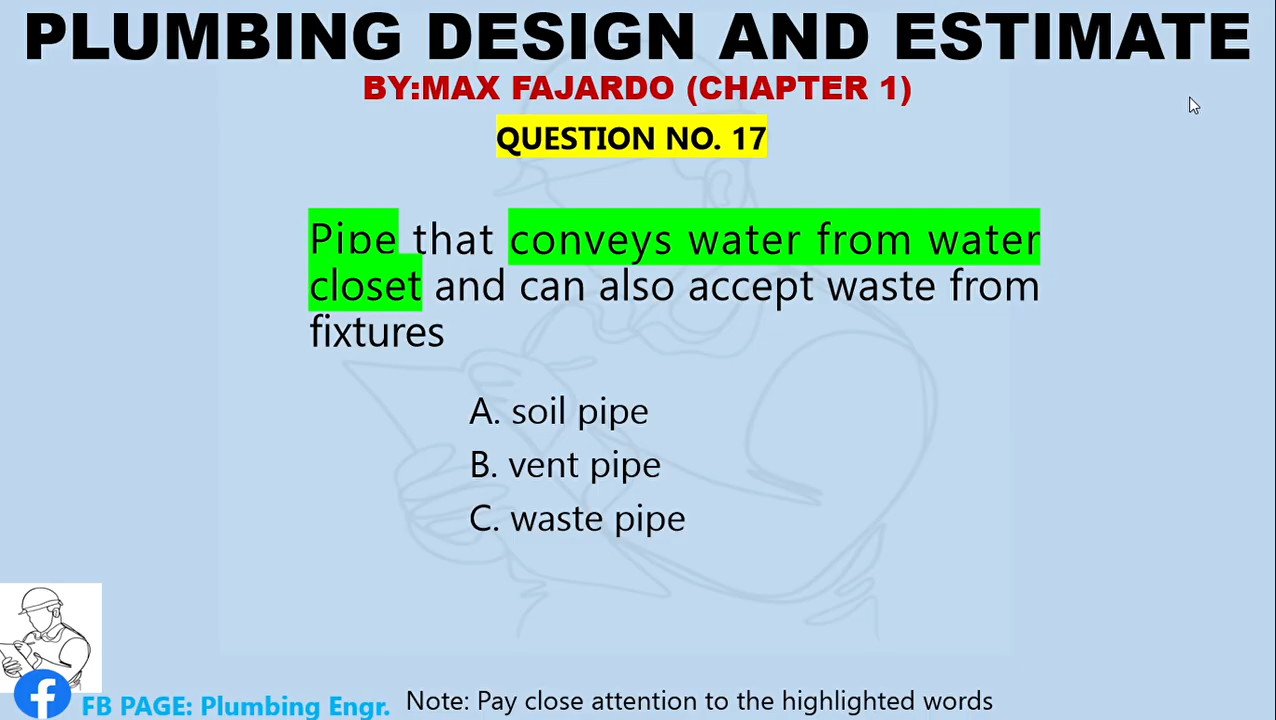 PLUMBING DESIGN AND ESTIMATE
BY:MAX FAJARDO (CHAPTER 1)
QUESTION NO. 17
Pipe that conveys water from water
closet and can also accept waste from
fixtures
A. soil pipe
B. vent pipe
C. waste pipe
FB PAGE: Plumbing Engr.
Note: Pay close attention to the highlighted words